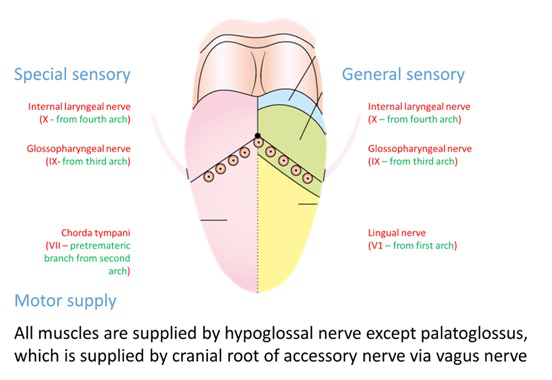 Special sensory
General sensory
Internal laryngeal nerve
(X - from fourth arch)
Internal laryngeal nerve
(X – from fourth arch)
Glossopharyngeal nerve
(IX- from third arch)
Glossopharyngeal nerve
(IX – from third arch)
Chorda tympani
(VII – pretremateric
branch from second
arch)
Lingual nerve
(V1 – from first arch)
Motor supply
All muscles are supplied by hypoglossal nerve except palatoglossus,
which is supplied by cranial root of accessory nerve via vagus nerve